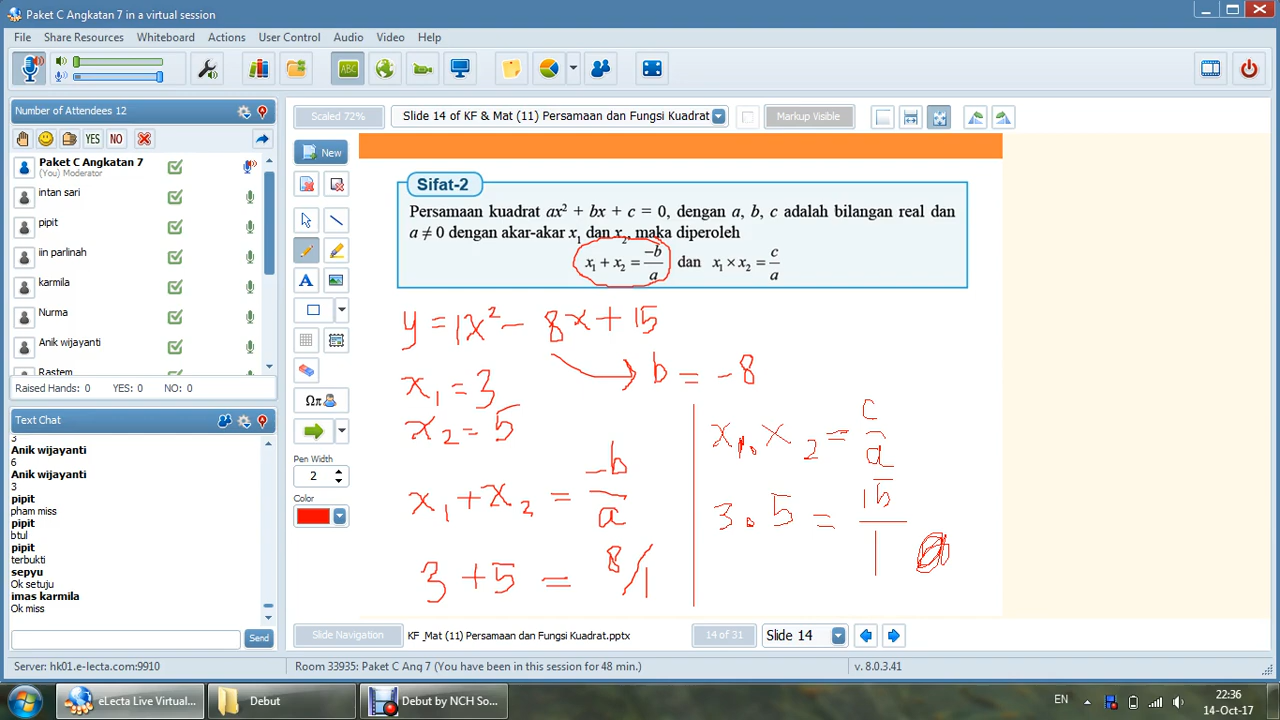 Paket C Angkatan 7 in a virtual session
File Share Resources Whiteboard Actions User Control Audio Video Help
Number of Attendees 12
YES NO
Paket C Angkatan 7
(You) Moderator
intan sari
pipit
iin parlinah
karmila
Nurma
Anik wijayanti
Rastem
Raised Hands: 0 YES: 0 NO: 0
Text Chat
3
Anik wijayanti
6
Anik wijayanti
3
pipit
pham miss
pipit
btul
pipit
terbukti
sepyu
Ok setuju
imas karmila
Ok miss
Send
Scaled 72% Slide 14 of KF & Mat (11) Persamaan dan Fungsi Kuadrat Markup Visible
New
ABC
A
Ωπ
Pen Width
2
Color
Sifat-2
Persamaan kuadrat ax² + bx + c = 0, dengan a, b, c adalah bilangan real dan
a ≠ 0 dengan akar-akar x₁ dan x₂, maka diperoleh
x₁ + x₂ = -b/a dan x₁ × x₂ = c/a
y = 1x² - 8x + 15
b = -8
x₁ = 3
x₂ = 5
x₁ + x₂ = -b/a
3 + 5 = 8/1
x₁ . x₂ = c/a
3 . 5 = 15/1
Slide Navigation KF _Mat (11) Persamaan dan Fungsi Kuadrat.pptx 14 of 31 Slide 14
Server: hk01.e-lecta.com:9910 Room 33935: Paket C Ang 7 (You have been in this session for 48 min.) v. 8.0.3.41
eLecta Live Virtual... Debut Debut by NCH So... EN 22:36
14-Oct-17